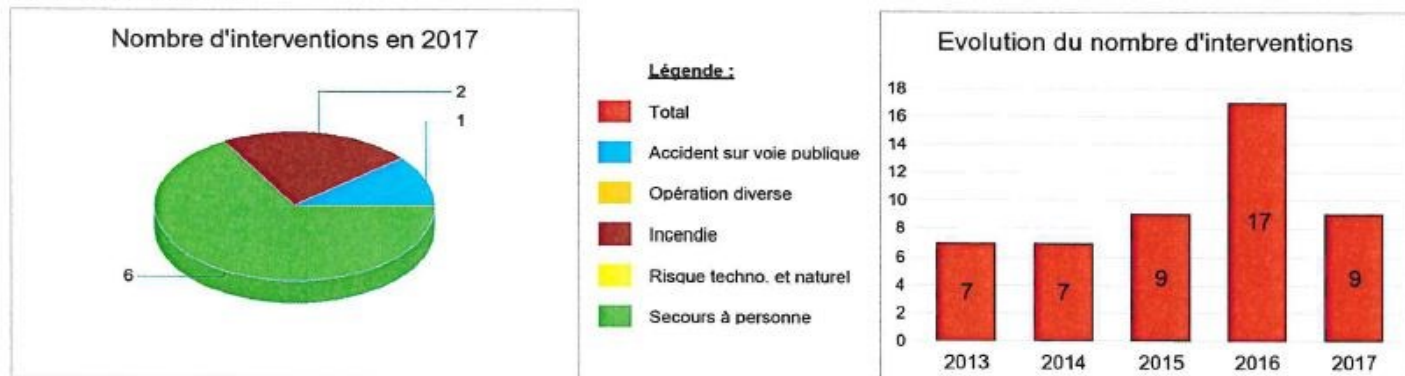 Nombre d'interventions en 2017
2
1
6
Légende :
Total
Accident sur voie publique
Opération diverse
Incendie
Risque techno. et naturel
Secours à personne
Evolution du nombre d'interventions
18
16
14
12
10
8
6
4
2
0
7
7
9
17
9
2013 2014 2015 2016 2017